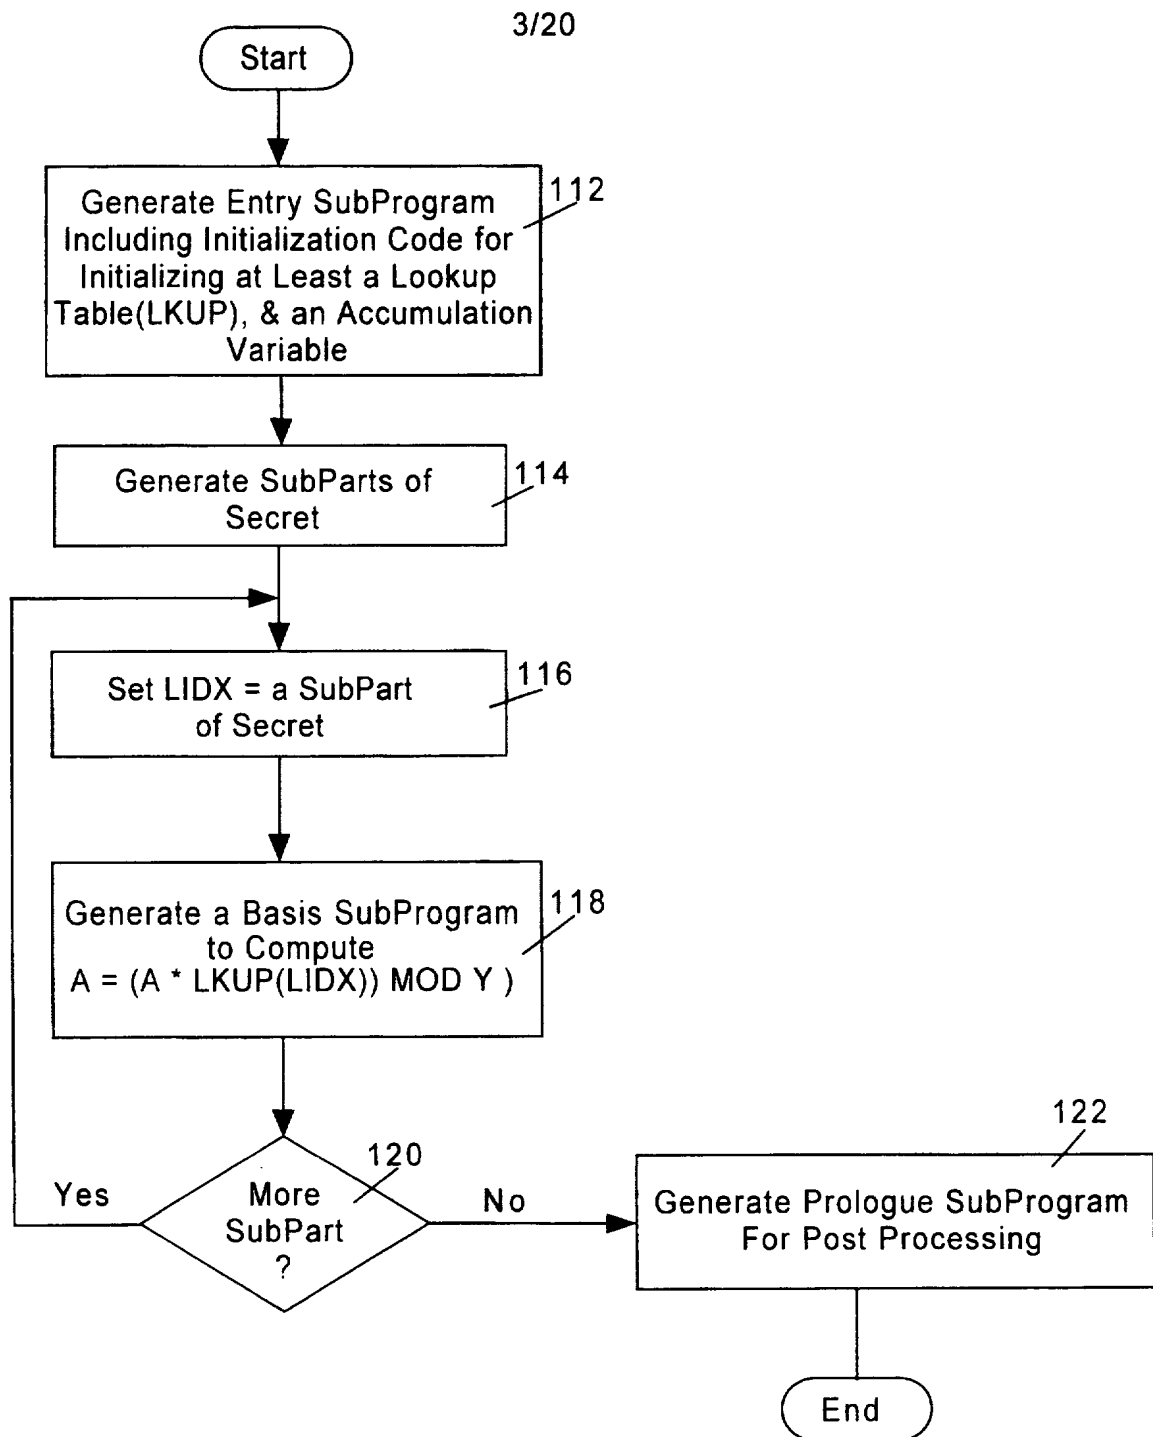 3/20
Start
Generate Entry SubProgram
Including Initialization Code for
Initializing at Least a Lookup
Table(LKUP), & an Accumulation
Variable
112
Generate SubParts of
Secret
114
Set LIDX = a SubPart
of Secret
116
Generate a Basis SubProgram
to Compute
A = (A * LKUP(LIDX)) MOD Y )
118
More
SubPart
?
120
Yes
No
122
Generate Prologue SubProgram
For Post Processing
End